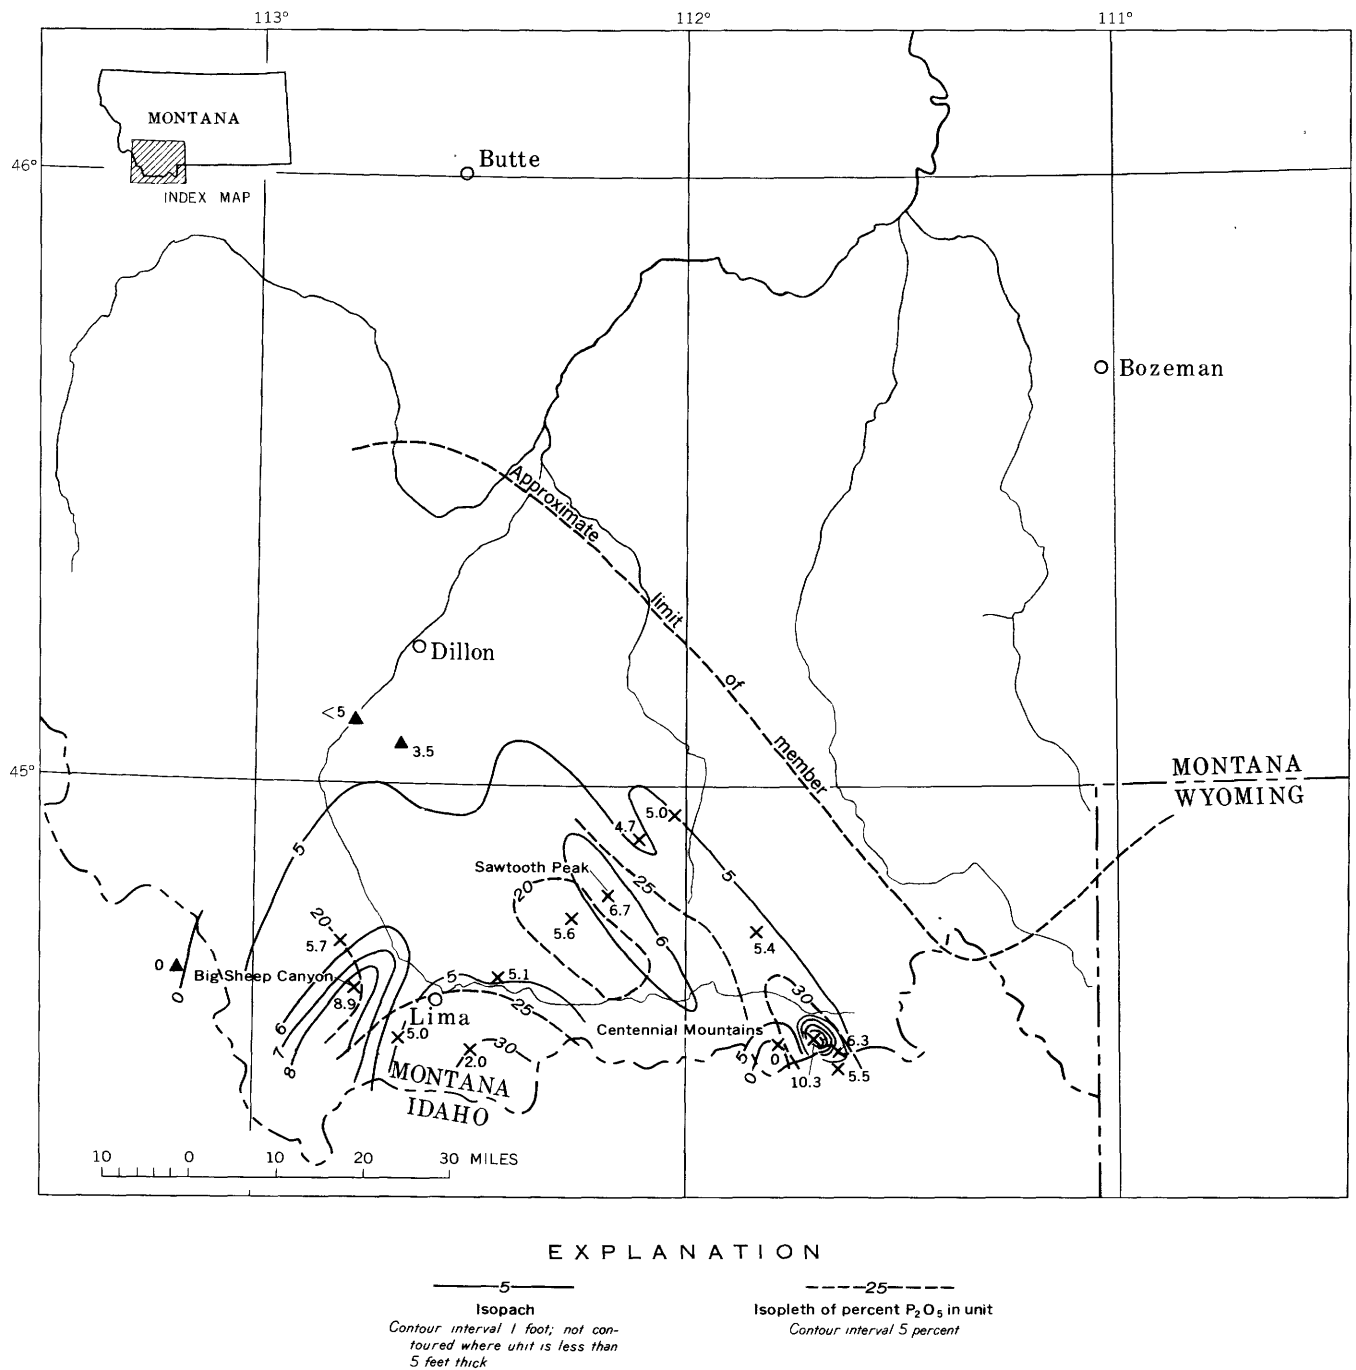 113°
112°
111°
MONTANA
46°
INDEX MAP
Butte
Bozeman
Approximate
limit
of
member
Dillon
<5
3.5
45°
MONTANA
WYOMING
5.0
4.7
5
5
Sawtooth Peak
25
20
6.7
5.6
6
5.4
20
5.7
0
Big Sheep Canyon
0
8.9
5
5.1
25
30
Lima
Centennial Mountains
6
5.0
30
2.0
7
8
5
0
0
6.3
5.5
10.3
MONTANA
IDAHO
10 0 10 20 30 MILES
EXPLANATION
5
Isopach
Contour interval 1 foot; not con-
toured where unit is less than
5 feet thick
25
Isopleth of percent P₂O₅ in unit
Contour interval 5 percent